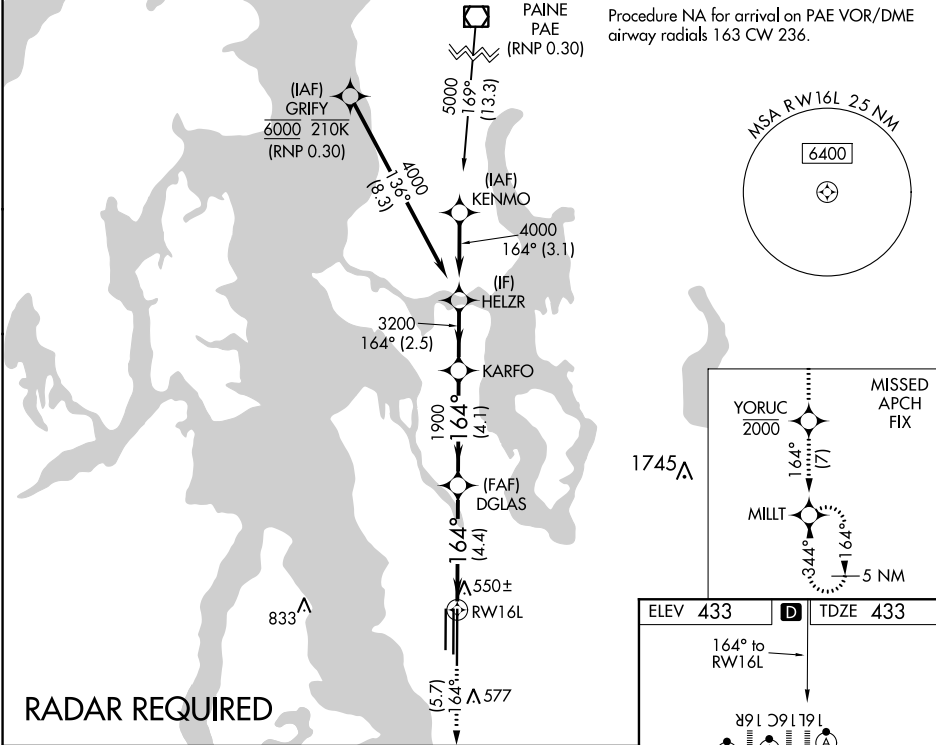 PAINE
PAE
(RNP 0.30)
Procedure NA for arrival on PAE VOR/DME
airway radials 163 CW 236.
(IAF)
GRIFY
6000 210K
(RNP 0.30)
5000
169°
(13.3)
MSA RW16L 25 NM
6400
4000
136°
(8.3)
(IAF)
KENMO
4000
164° (3.1)
(IF)
HELZR
3200
164° (2.5)
KARFO
1900
164°
(4.1)
(FAF)
DGLAS
164°
(4.4)
550±
RW16L
833
(5.7)
164°
577
RADAR REQUIRED
1745
MISSED
APCH
FIX
YORUC
2000
164°
(7)
MILLT
344°
164°
5 NM
ELEV 433
D
TDZE 433
164° to
RW16L
16R
16C
16L
A